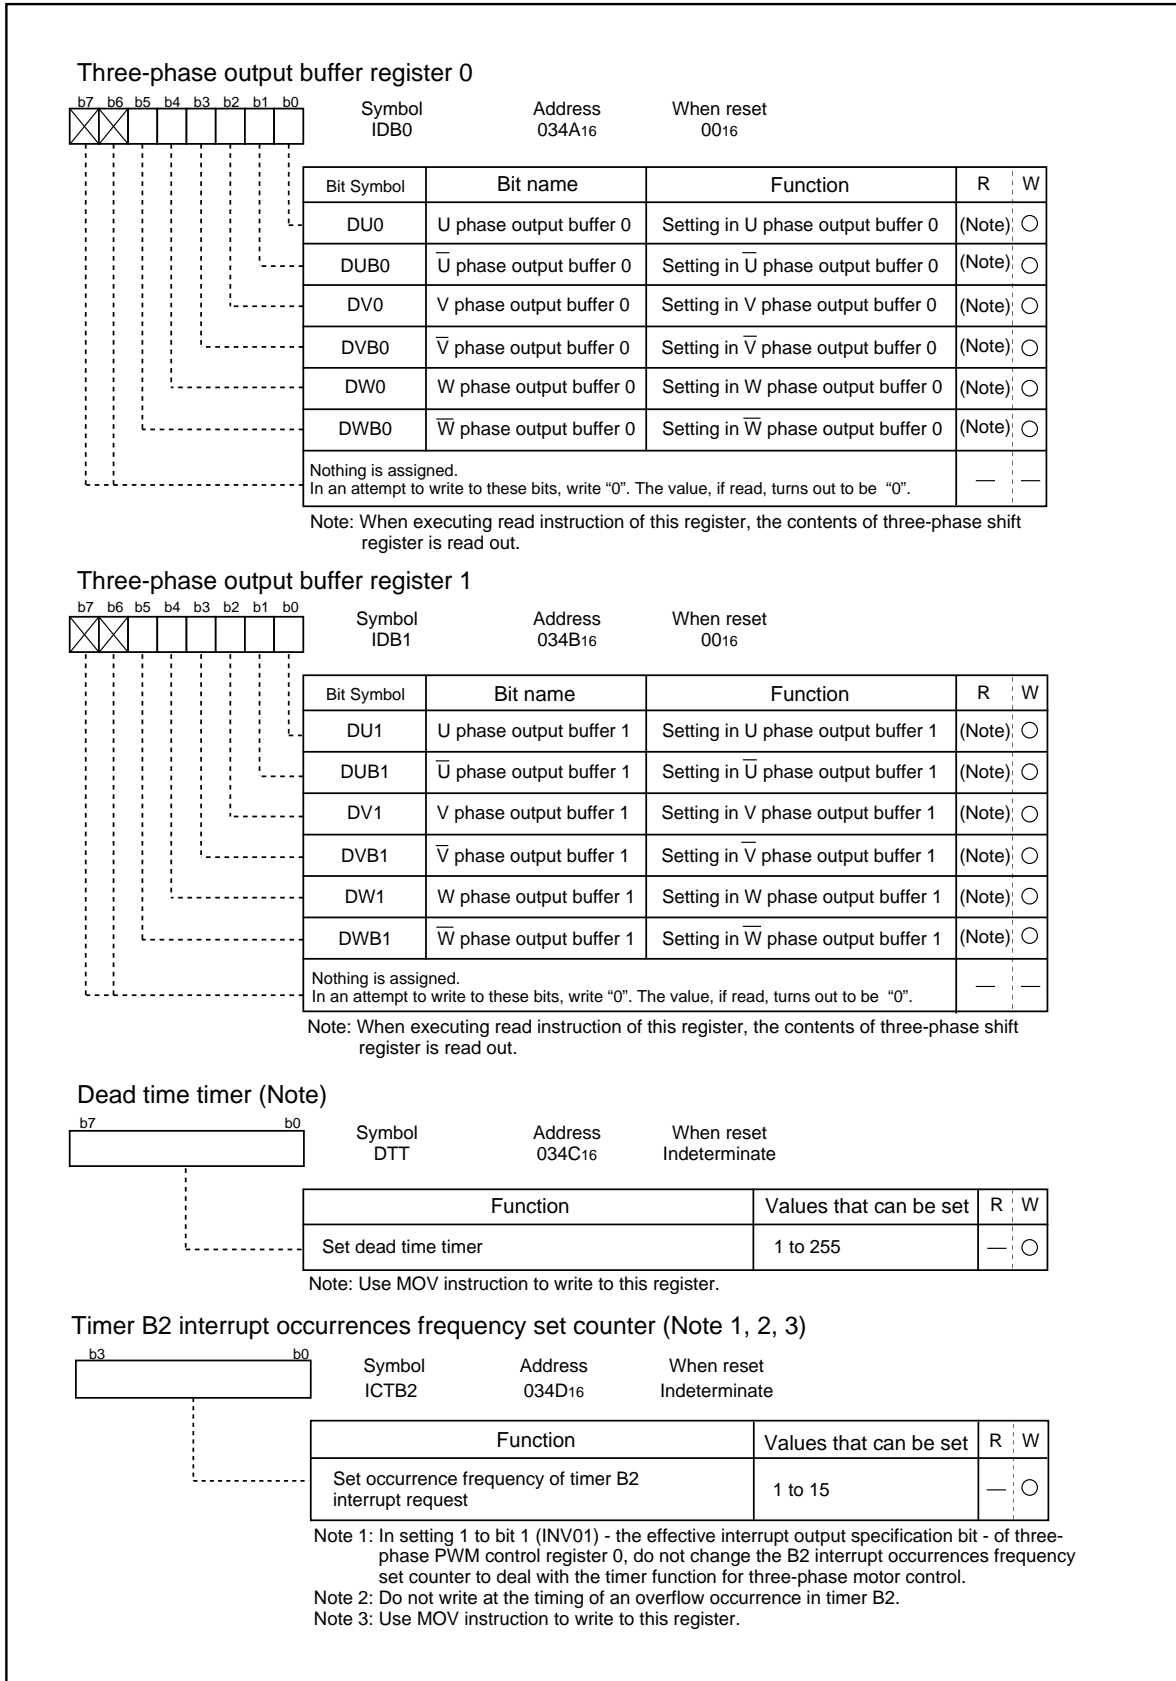 Three-phase output buffer register 0
b7 b6 b5 b4 b3 b2 b1 b0
Symbol Address When reset
IDB0 034A16 0016
Bit Symbol Bit name Function R W
DU0 U phase output buffer 0 Setting in U phase output buffer 0 (Note) ○
DUB0 U̅ phase output buffer 0 Setting in U̅ phase output buffer 0 (Note) ○
DV0 V phase output buffer 0 Setting in V phase output buffer 0 (Note) ○
DVB0 V̅ phase output buffer 0 Setting in V̅ phase output buffer 0 (Note) ○
DW0 W phase output buffer 0 Setting in W phase output buffer 0 (Note) ○
DWB0 W̅ phase output buffer 0 Setting in W̅ phase output buffer 0 (Note) ○
Nothing is assigned.
In an attempt to write to these bits, write “0”. The value, if read, turns out to be “0”. — —
Note: When executing read instruction of this register, the contents of three-phase shift
register is read out.
Three-phase output buffer register 1
b7 b6 b5 b4 b3 b2 b1 b0
Symbol Address When reset
IDB1 034B16 0016
Bit Symbol Bit name Function R W
DU1 U phase output buffer 1 Setting in U phase output buffer 1 (Note) ○
DUB1 U̅ phase output buffer 1 Setting in U̅ phase output buffer 1 (Note) ○
DV1 V phase output buffer 1 Setting in V phase output buffer 1 (Note) ○
DVB1 V̅ phase output buffer 1 Setting in V̅ phase output buffer 1 (Note) ○
DW1 W phase output buffer 1 Setting in W phase output buffer 1 (Note) ○
DWB1 W̅ phase output buffer 1 Setting in W̅ phase output buffer 1 (Note) ○
Nothing is assigned.
In an attempt to write to these bits, write “0”. The value, if read, turns out to be “0”. — —
Note: When executing read instruction of this register, the contents of three-phase shift
register is read out.
Dead time timer (Note)
b7 b0
Symbol Address When reset
DTT 034C16 Indeterminate
Function Values that can be set R W
Set dead time timer 1 to 255 — ○
Note: Use MOV instruction to write to this register.
Timer B2 interrupt occurrences frequency set counter (Note 1, 2, 3)
b3 b0
Symbol Address When reset
ICTB2 034D16 Indeterminate
Function Values that can be set R W
Set occurrence frequency of timer B2
interrupt request 1 to 15 — ○
Note 1: In setting 1 to bit 1 (INV01) - the effective interrupt output specification bit - of three-
phase PWM control register 0, do not change the B2 interrupt occurrences frequency
set counter to deal with the timer function for three-phase motor control.
Note 2: Do not write at the timing of an overflow occurrence in timer B2.
Note 3: Use MOV instruction to write to this register.